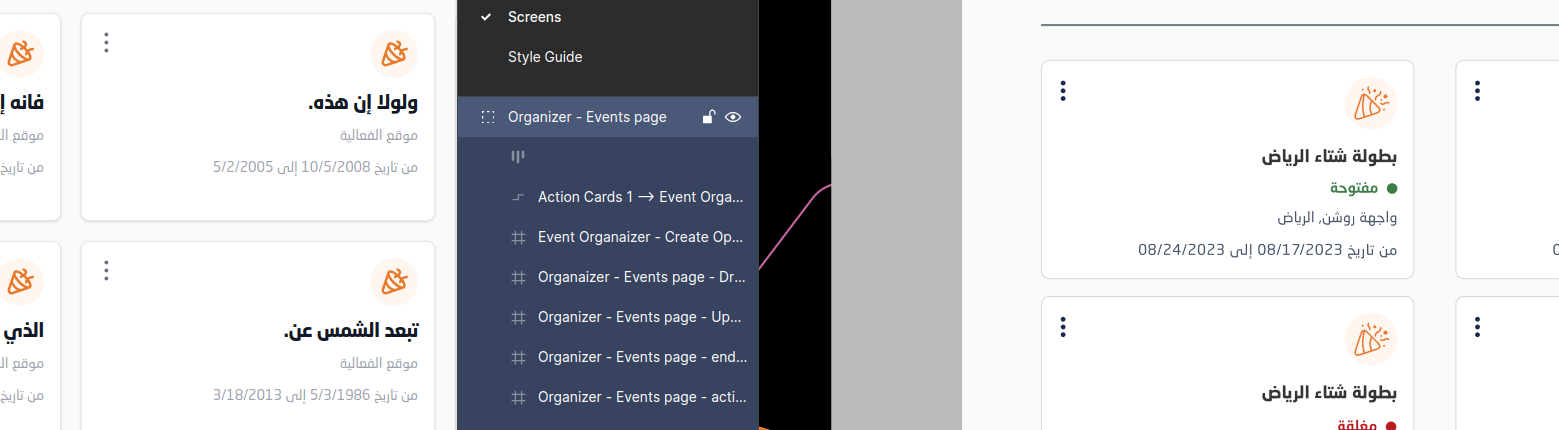 ولولا إن هذه.
موقع الفعالية
من تاريخ 10/5/2008 إلى 5/2/2005
فانه إ
موقع ال
من تاريخ
تبعد الشمس عن.
موقع الفعالية
من تاريخ 5/3/1986 إلى 3/18/2013
الذي
موقع ال
من تاريخ
Screens
Style Guide
Organizer - Events page
Action Cards 1 → Event Orga...
Event Organaizer - Create Op...
Organaizer - Events page - Dr...
Organizer - Events page - Up...
Organizer - Events page - end...
Organizer - Events page - acti...
بطولة شتاء الرياض
مفتوحة
واجهة روشن, الرياض
من تاريخ 08/17/2023 إلى 08/24/2023
بطولة شتاء الرياض
مغلقة